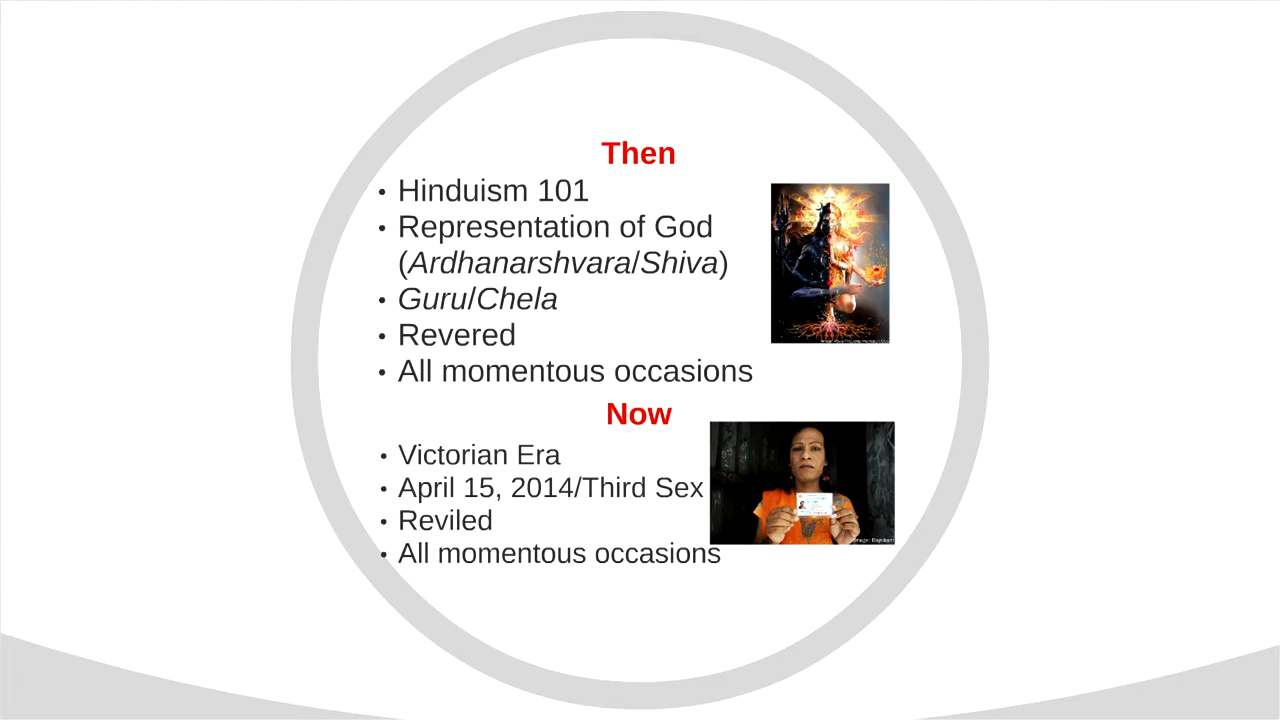 Then
• Hinduism 101
• Representation of God
(Ardhanarshvara/Shiva)
• Guru/Chela
• Revered
• All momentous occasions
Now
• Victorian Era
• April 15, 2014/Third Sex
• Reviled
• All momentous occasions